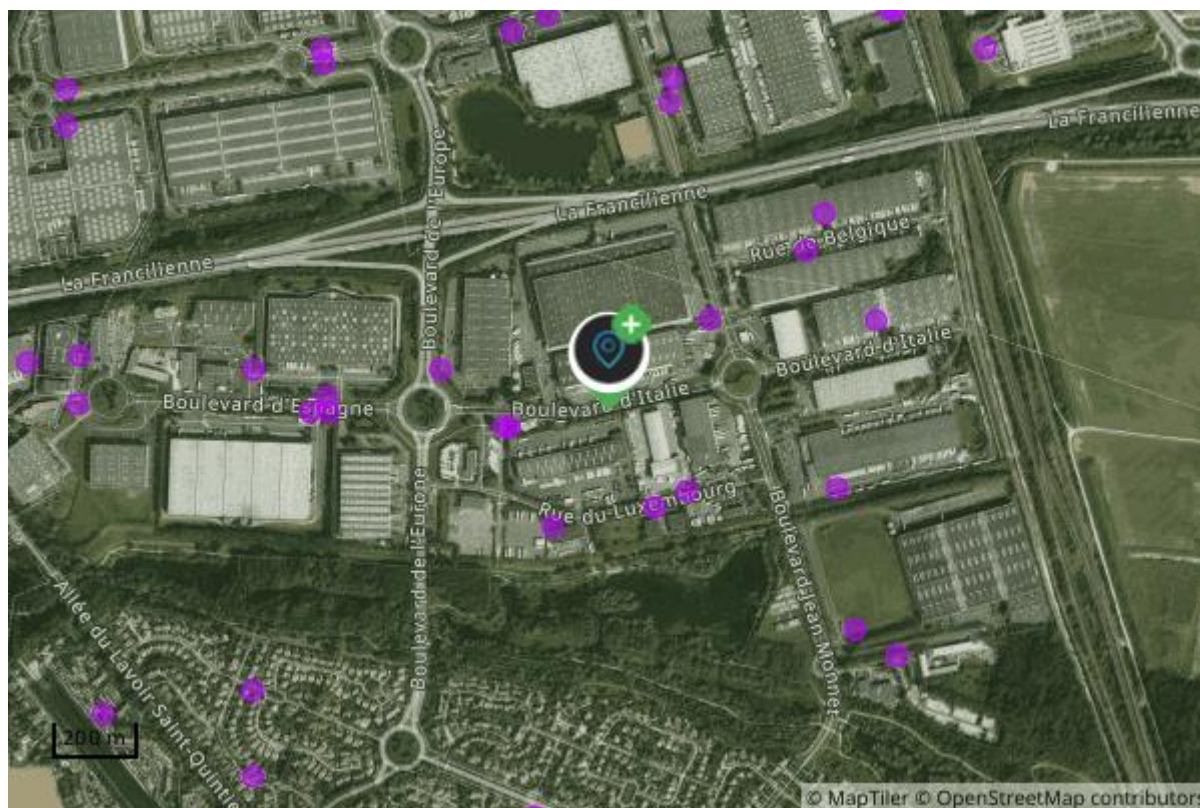 La Francilienne
Boulevard de l'Europe
La Francilienne
La Francilienne
Rue de Belgique
Boulevard d'Italie
Boulevard d'Espagne
Boulevard d'Italie
Rue du Luxembourg
Boulevard de l'Europe
Boulevard Jean Monnet
Allée du Lavoir Saint-Quintie
200 m
© MapTiler © OpenStreetMap contributors